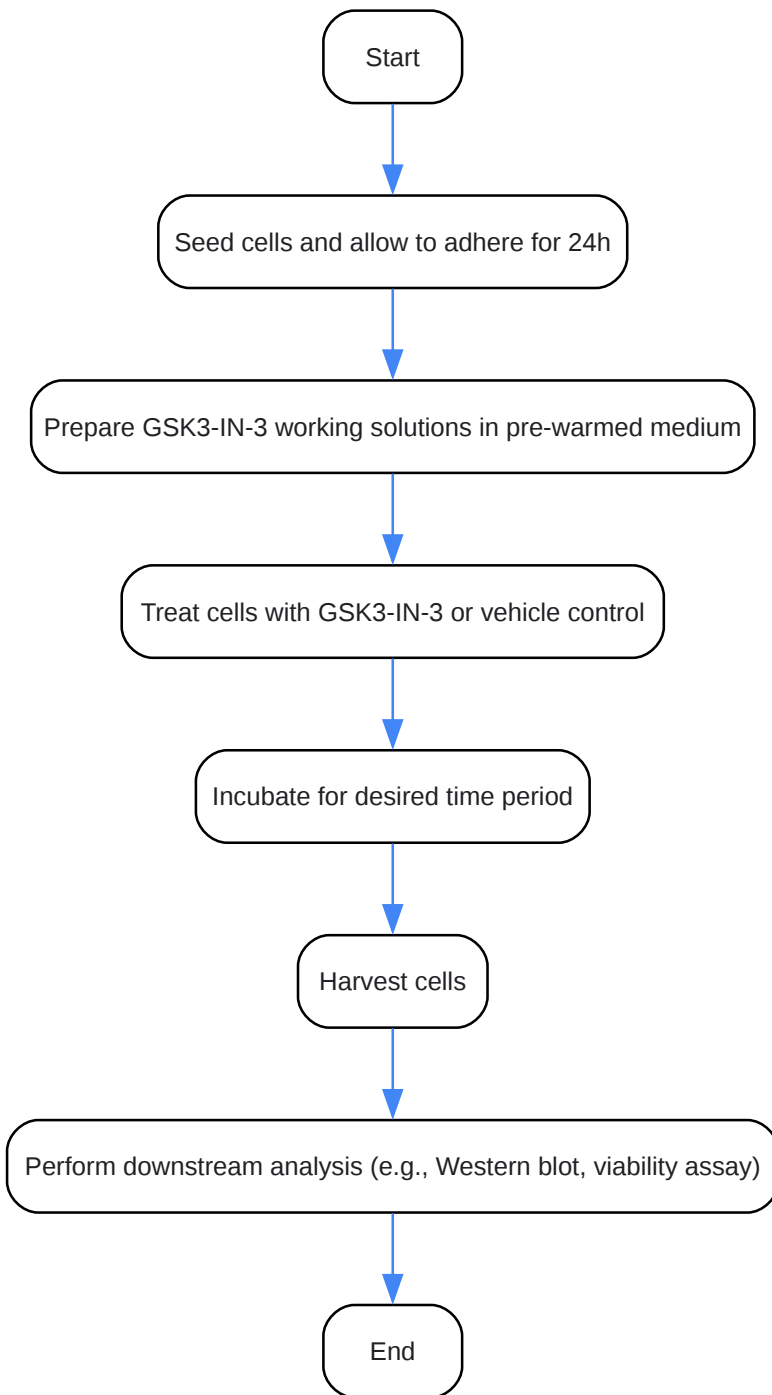 Start
Seed cells and allow to adhere for 24h
Prepare GSK3-IN-3 working solutions in pre-warmed medium
Treat cells with GSK3-IN-3 or vehicle control
Incubate for desired time period
Harvest cells
Perform downstream analysis (e.g., Western blot, viability assay)
End